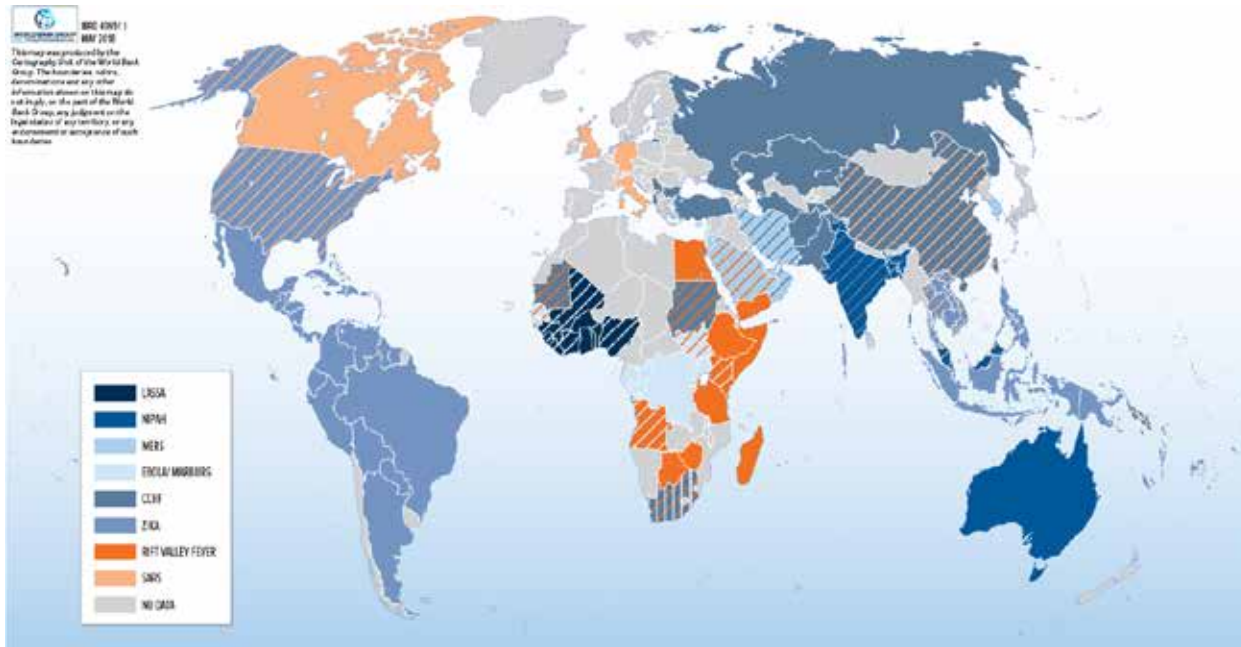 WORLD BANK GROUP
MAY 2018
This map was produced by the
Cartography Unit of the World Bank
Group. The boundaries, colors,
denominations and any other
information shown on this map do
not imply, on the part of the World
Bank Group, any judgment on the
legal status of any territory, or any
endorsement or acceptance of such
boundaries.
LASSA
NIPAH
MERS
EBOLA/ MARBURG
CCHF
ZIKA
RIFT VALLEY FEVER
SARS
NO DATA